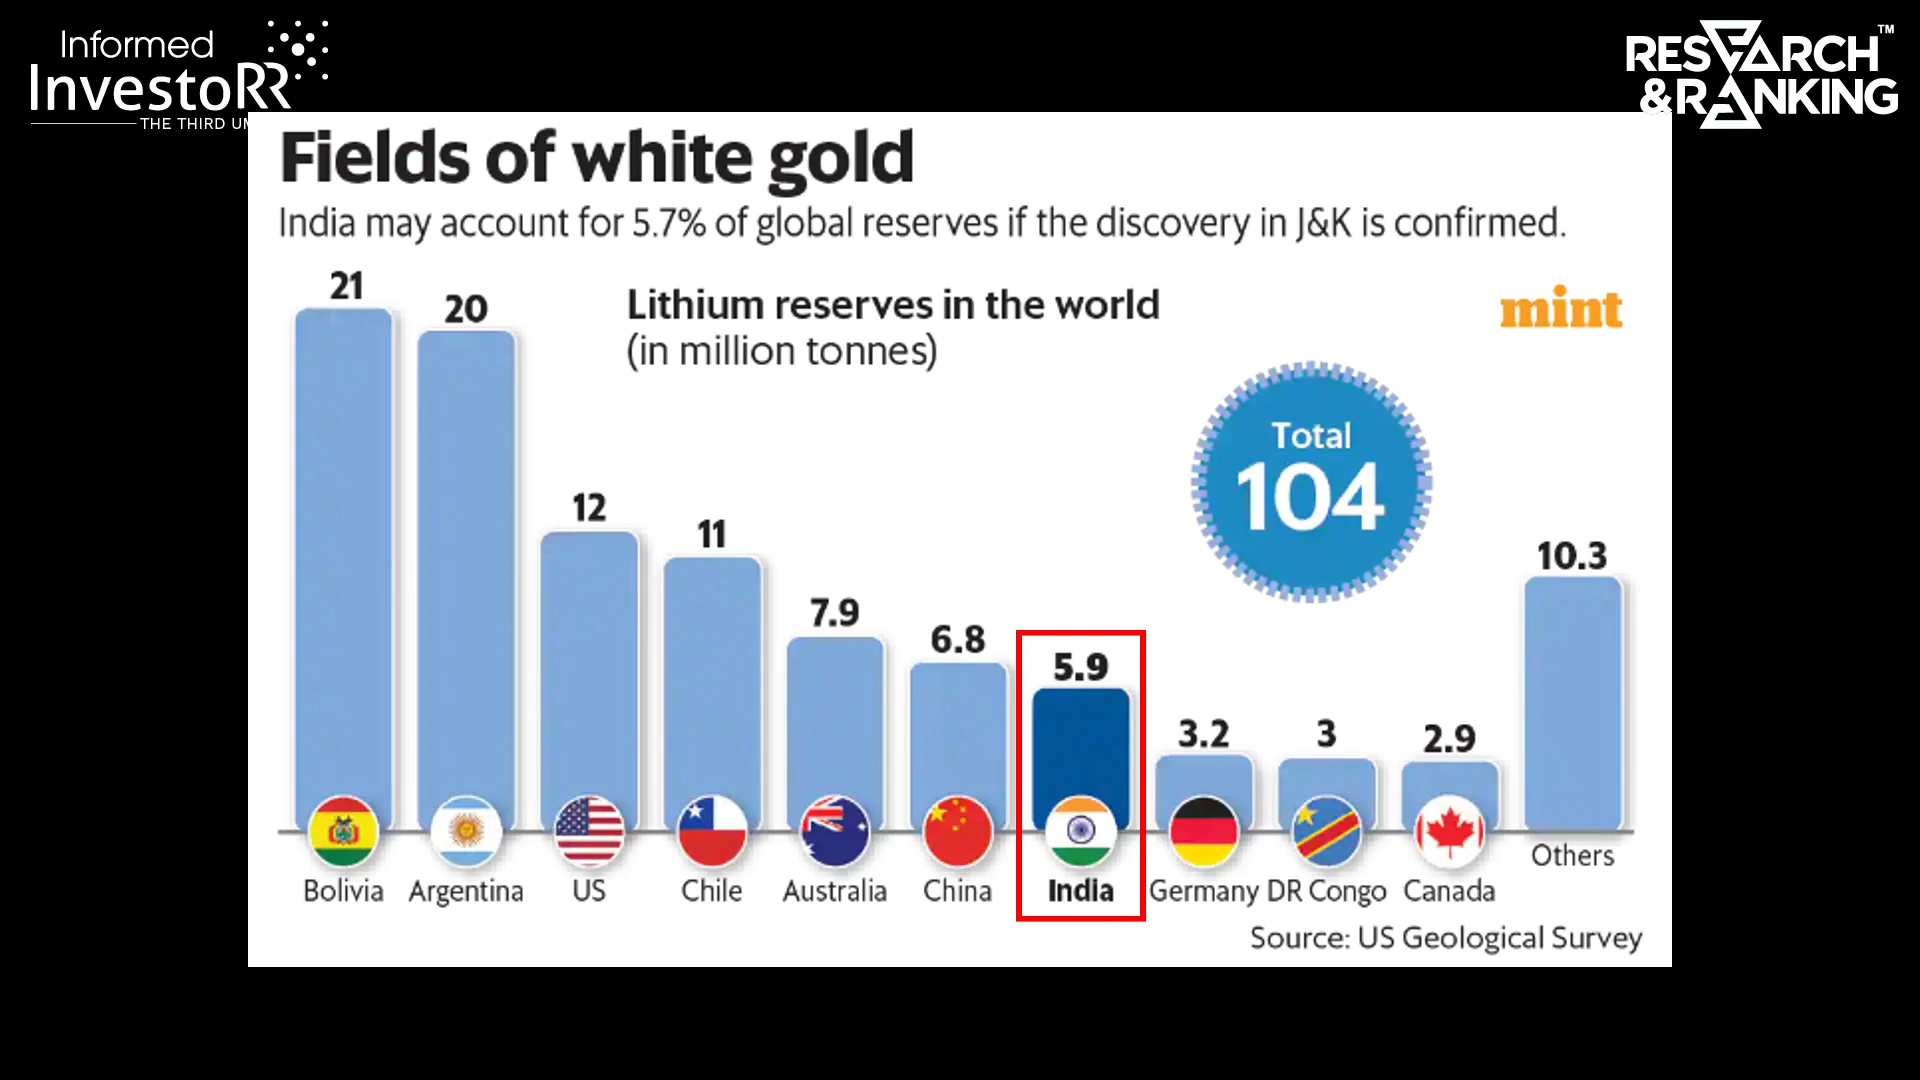 Informed
InvestoRR
THE THIRD
RESEARCH™
&RANKING
Fields of white gold
India may account for 5.7% of global reserves if the discovery in J&K is confirmed.
Lithium reserves in the world
(in million tonnes)
mint
Total
104
21
20
12
11
7.9
6.8
5.9
3.2
3
2.9
10.3
Bolivia
Argentina
US
Chile
Australia
China
India
Germany
DR Congo
Canada
Others
Source: US Geological Survey